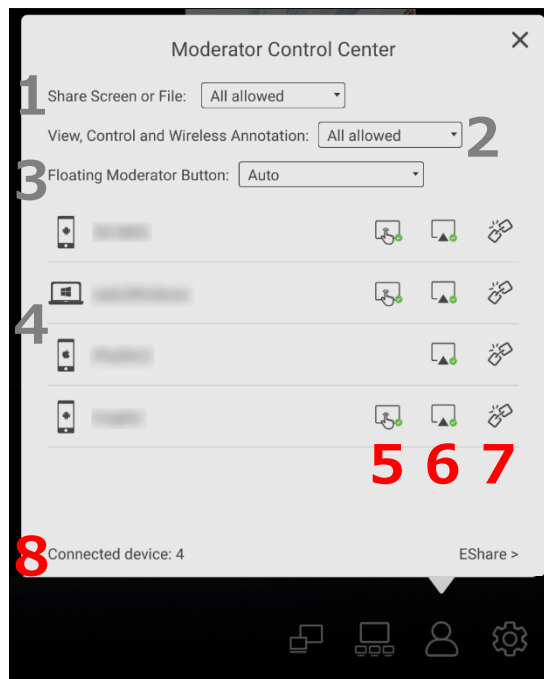 Moderator Control Center
1 Share Screen or File: All allowed
View, Control and Wireless Annotation: All allowed 2
3 Floating Moderator Button: Auto
4
5 6 7
8 Connected device: 4 EShare >